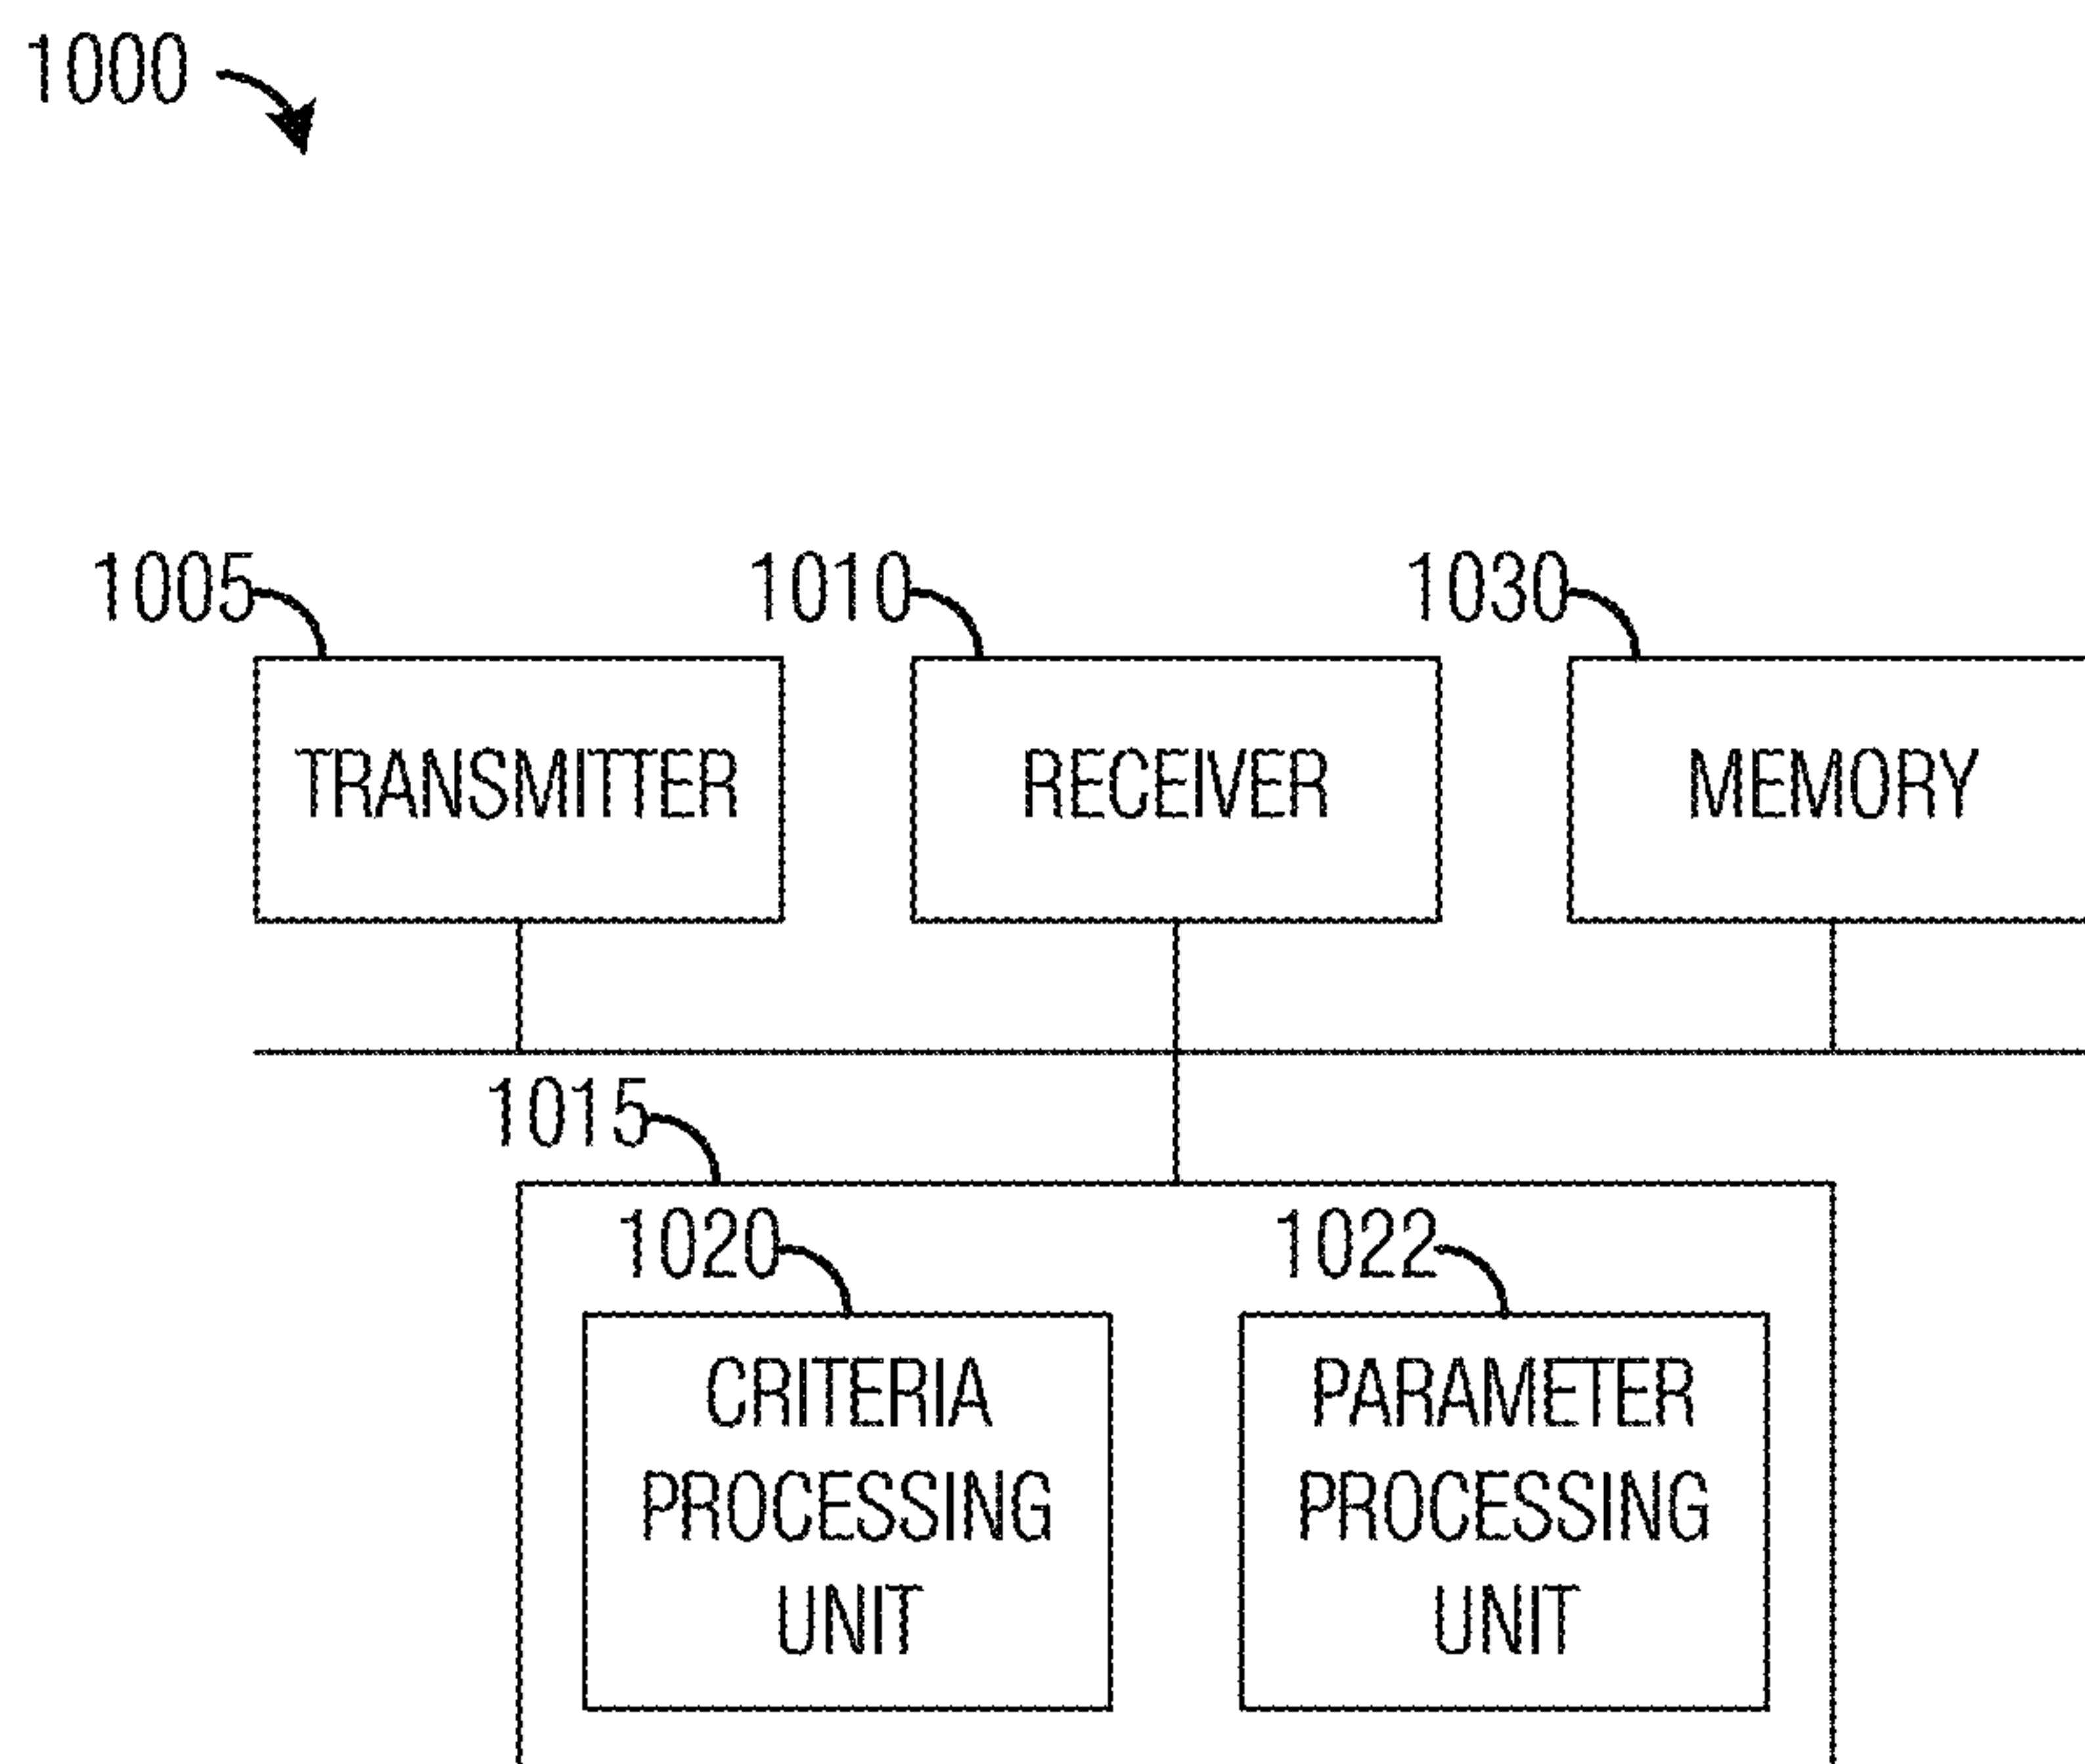 1000
1005
1010
1030
TRANSMITTER
RECEIVER
MEMORY
1015
1020
1022
CRITERIA
PROCESSING
UNIT
PARAMETER
PROCESSING
UNIT